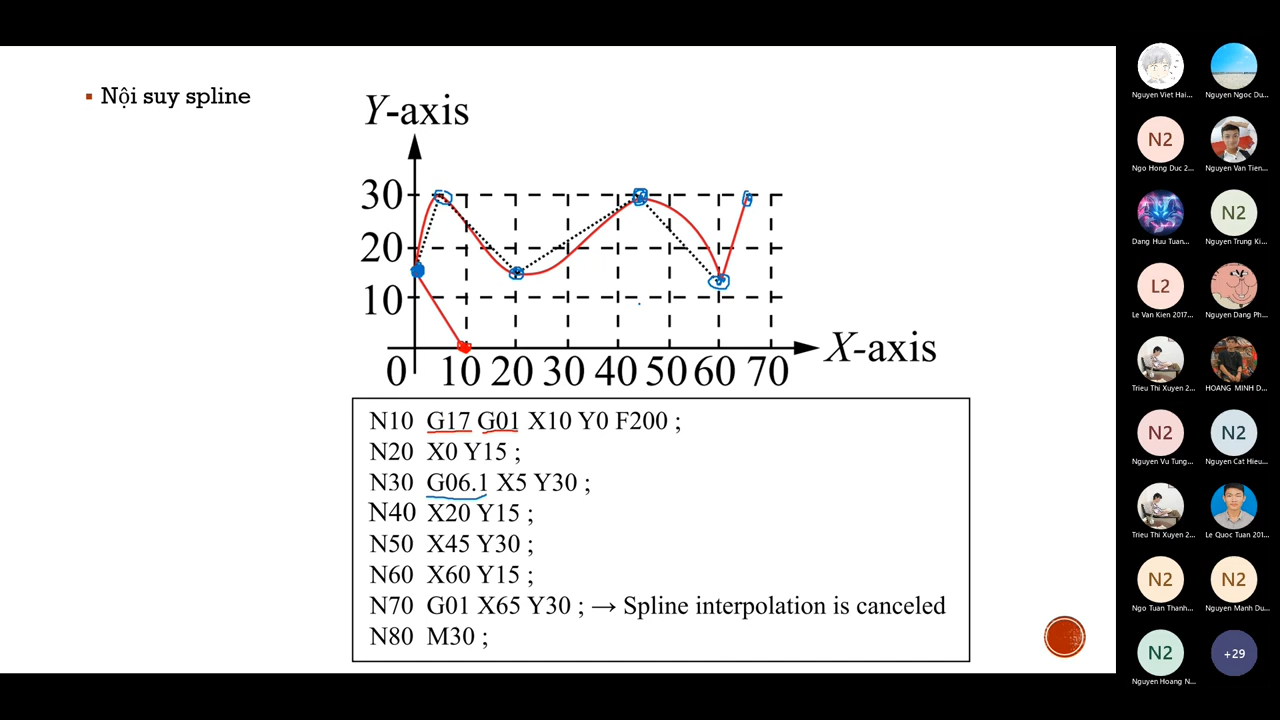 Nội suy spline
Y-axis
30
20
10
0 10 20 30 40 50 60 70 X-axis
N10 G17 G01 X10 Y0 F200 ;
N20 X0 Y15 ;
N30 G06.1 X5 Y30 ;
N40 X20 Y15 ;
N50 X45 Y30 ;
N60 X60 Y15 ;
N70 G01 X65 Y30 ; → Spline interpolation is canceled
N80 M30 ;
Nguyen Viet Hai...
Nguyen Ngoc Du...
N2
Ngo Hong Duc 2...
Nguyen Van Tien...
N2
Dang Huu Tuan...
Nguyen Trung Ki...
L2
Le Van Kien 2017...
Nguyen Dang Ph...
Trieu Thi Xuyen 2...
HOANG MINH D...
N2
N2
Nguyen Vu Tung...
Nguyen Cat Hieu...
Trieu Thi Xuyen 2...
Le Quoc Tuan 201...
N2
N2
Ngo Tuan Thanh...
Nguyen Manh Du...
N2
+29
Nguyen Hoang N...